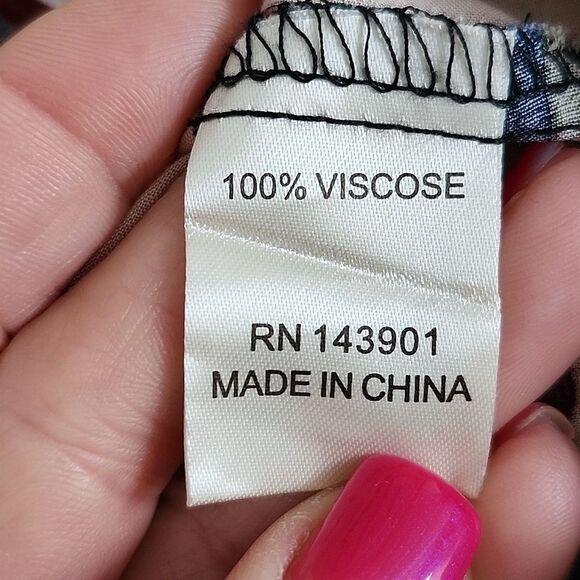 100% VISCOSE
RN 143901
MADE IN CHINA